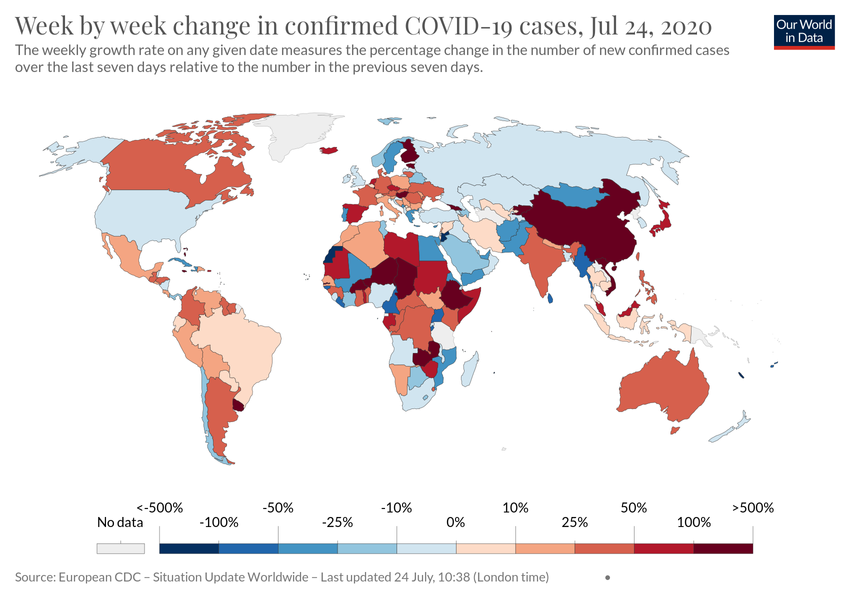 Week by week change in confirmed COVID-19 cases, Jul 24, 2020
Our World
in Data
The weekly growth rate on any given date measures the percentage change in the number of new confirmed cases
over the last seven days relative to the number in the previous seven days.
<-500% -50% -10% 10% 50% >500%
No data -100% -25% 0% 25% 100%
Source: European CDC – Situation Update Worldwide – Last updated 24 July, 10:38 (London time)